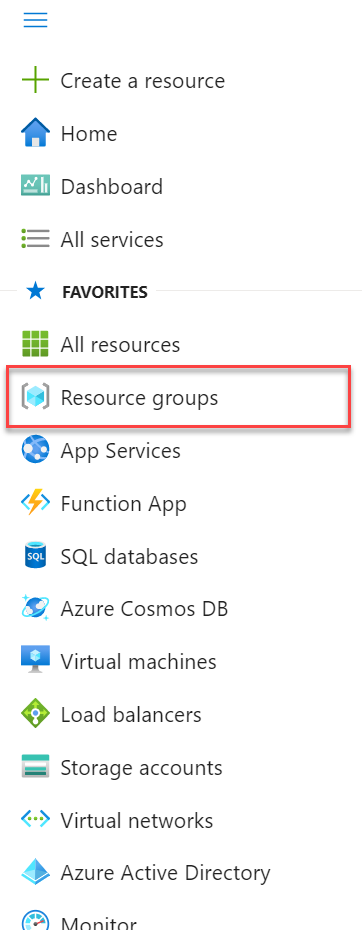 Create a resource
Home
Dashboard
All services
FAVORITES
All resources
Resource groups
App Services
Function App
SQL databases
Azure Cosmos DB
Virtual machines
Load balancers
Storage accounts
Virtual networks
Azure Active Directory
Monitor